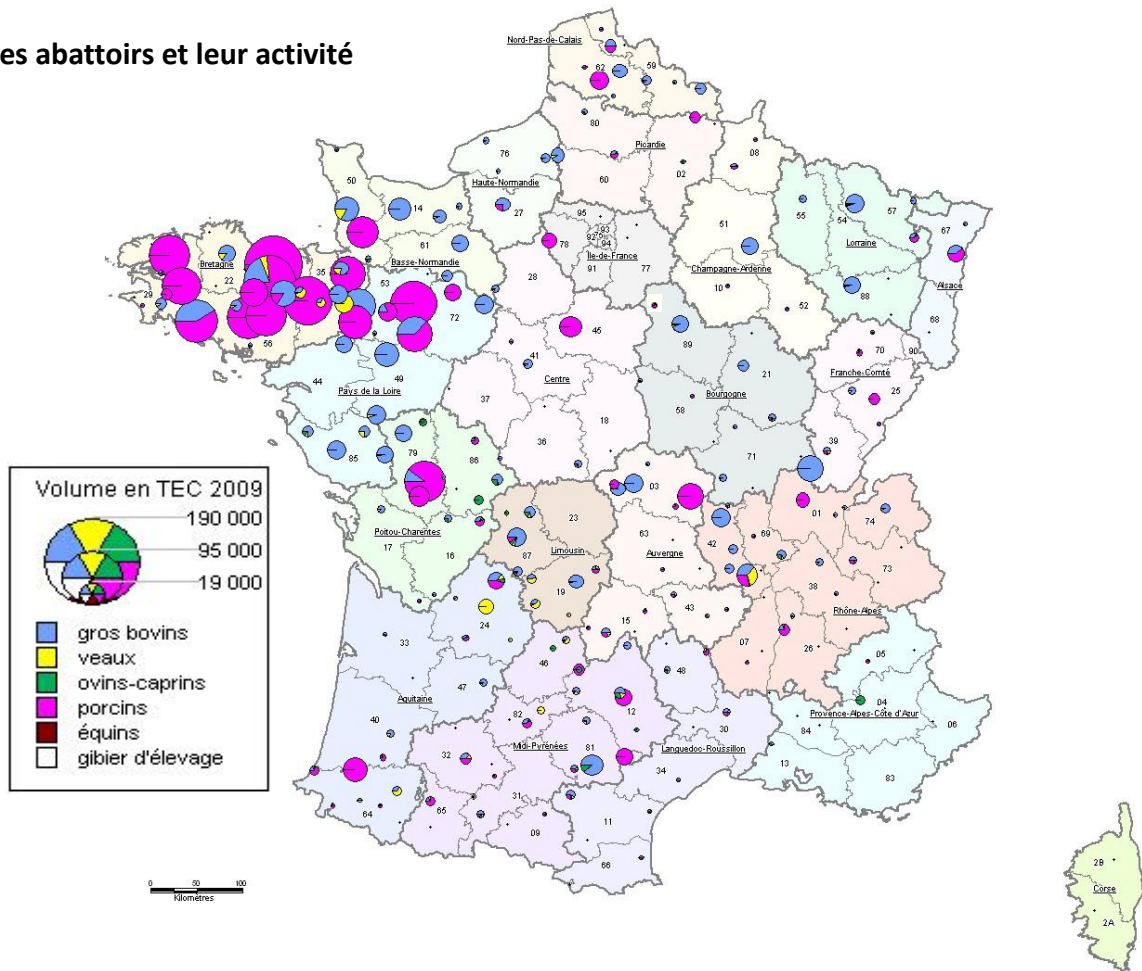 es abattoirs et leur activité
Nord-Pas-de-Calais
59
62
80
Picardie
76
02
08
Haute-Normandie
60
50
27
14
51
55
54
57
67
Lorraine
95
93
75
92
94
78
Île-de-France
61
Basse-Normandie
91
77
Champagne-Ardenne
Bretagne
35
22
53
28
10
88
Alsace
29
72
52
68
56
45
89
70
90
41
Franche-Comté
44
49
Centre
21
25
Pays de la Loire
37
58
Bourgogne
18
79
36
39
85
86
71
Volume en TEC 2009
190 000
95 000
19 000
03
01
74
23
Poitou-Charentes
42
69
63
17
16
87
Limousin
Auvergne
73
38
19
Rhône-Alpes
gros bovins
veaux
ovins-caprins
porcins
équins
gibier d'élevage
24
15
43
33
07
26
05
46
48
47
Aquitaine
12
04
Provence-Alpes-Côte d'Azur
06
40
82
30
84
Midi-Pyrénées
81
Languedoc-Roussillon
32
34
13
83
31
64
65
11
09
66
2B
Corse
2A
0 50 100
Kilomètres